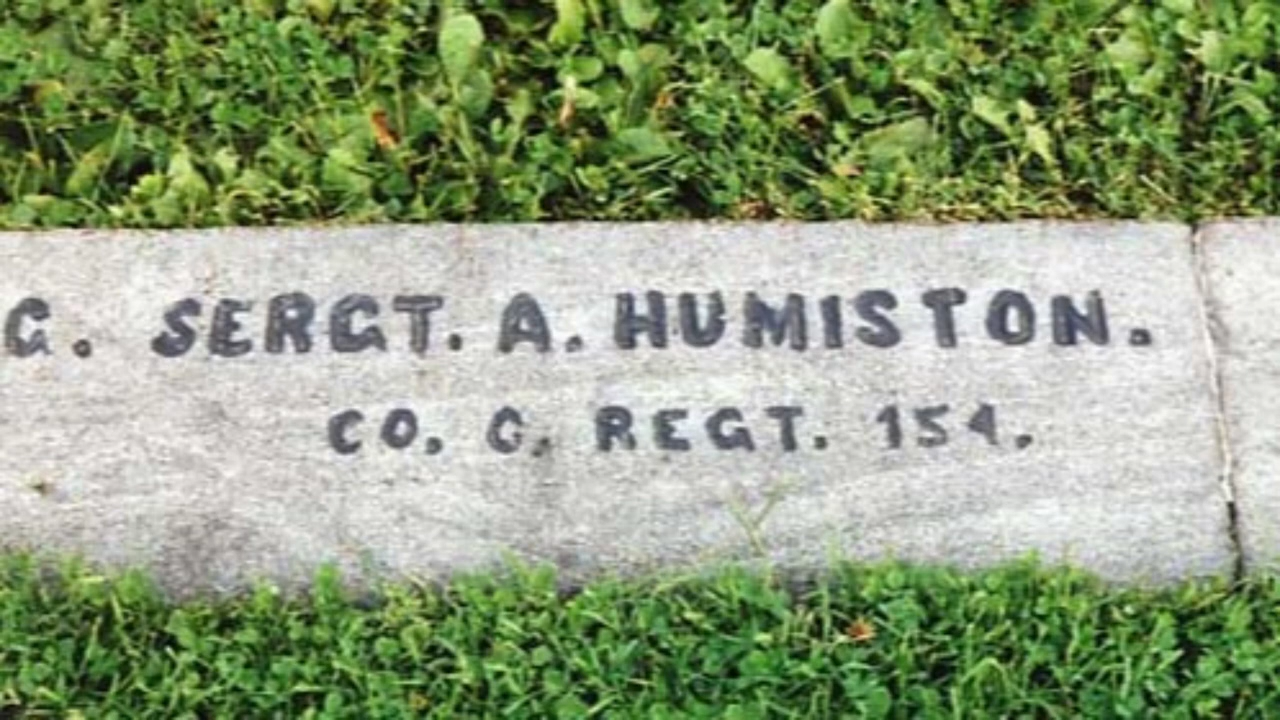 G. SERGT. A. HUMISTON.
CO. C. REGT. 154.